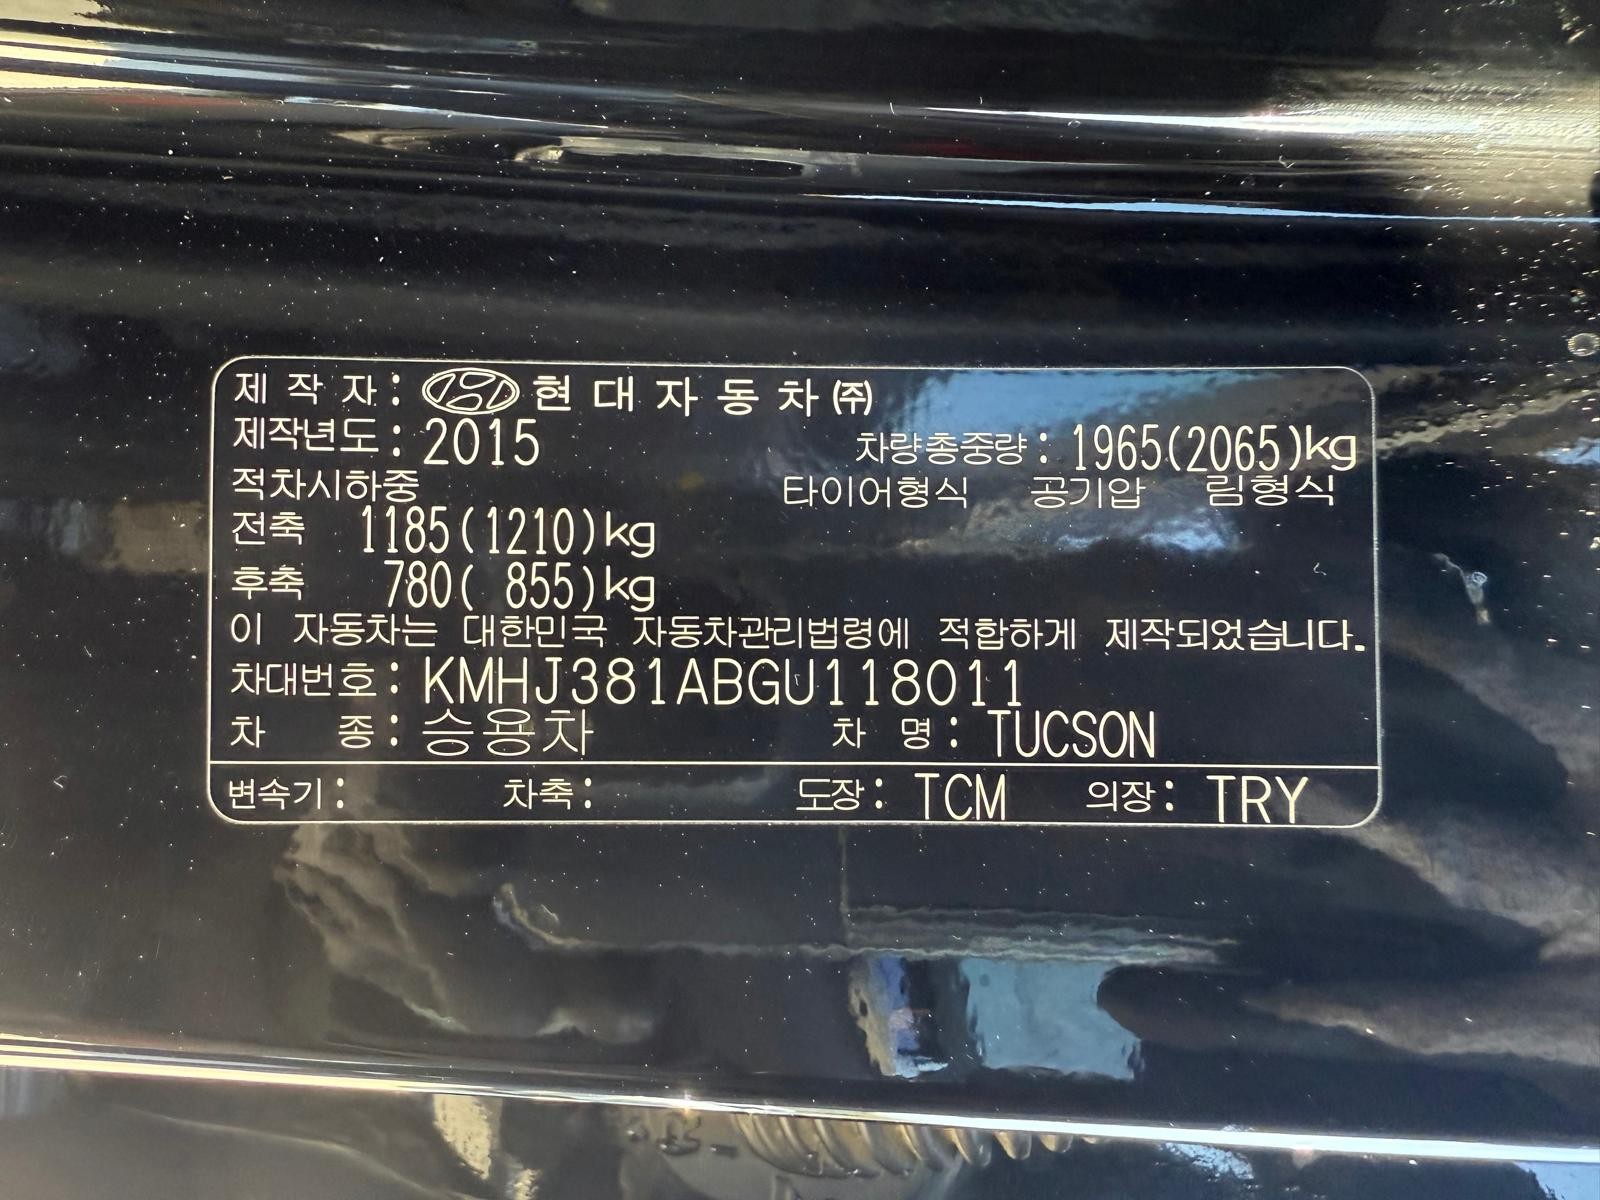 제 작 자 : 현 대 자 동 차 ㈜
제작년도 : 2015 차량총중량 : 1965(2065)kg
적차시하중 타이어형식 공기압 림형식
전축 1185(1210)kg
후축 780( 855)kg
이 자동차는 대한민국 자동차관리법령에 적합하게 제작되었습니다.
차대번호 : KMHJ381ABGU118011
차 종 : 승용차 차 명 : TUCSON
변속기 : 차축 : 도장 : TCM 의장 : TRY